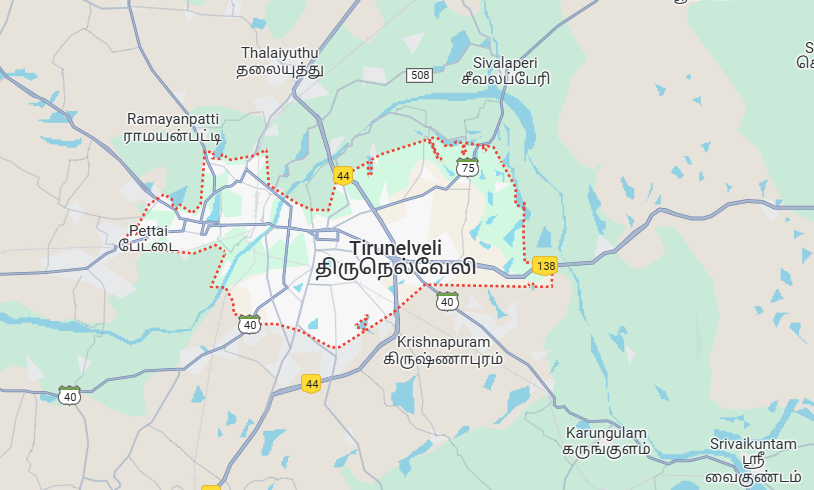 Thalaiyuthu
தலையுத்து
508
Sivalaperi
சீவலப்பேரி
Ramayanpatti
ராமயன்பட்டி
44
75
Pettai
பேட்டை
Tirunelveli
திருநெல்வேலி
138
40
40
Krishnapuram
கிருஷ்ணாபுரம்
44
40
Karungulam
கருங்குளம்
Srivaikuntam
ஸ்ரீ
வைகுண்டம்